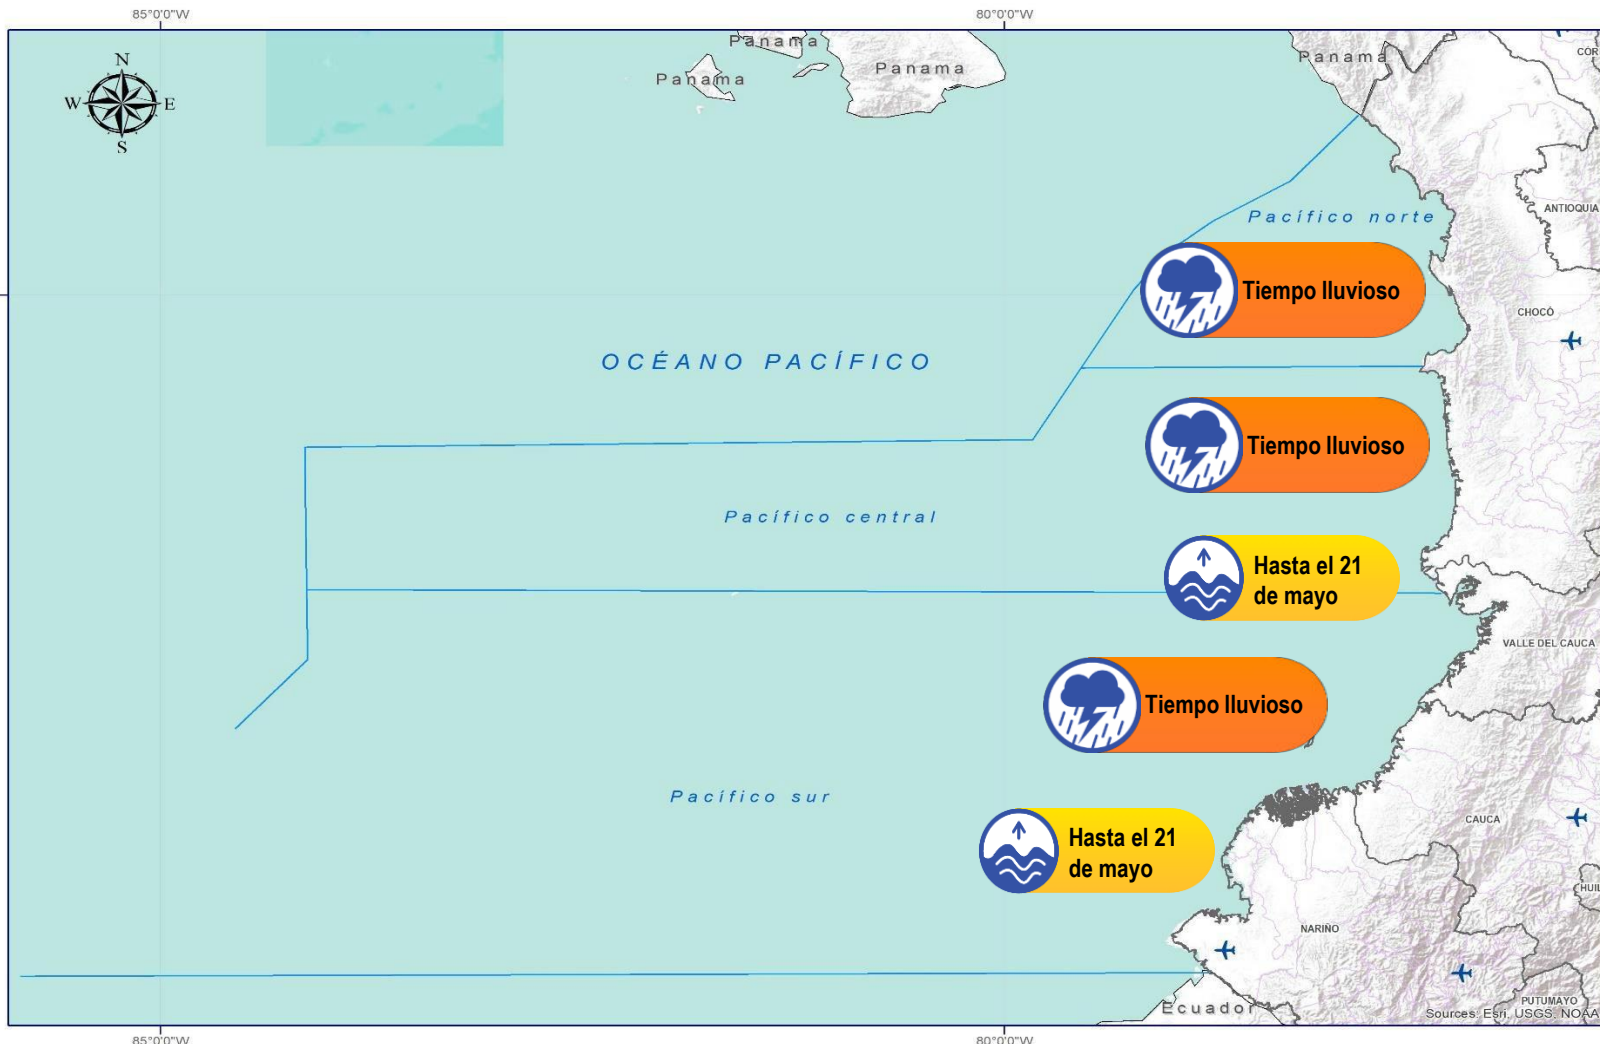 85°0'0"W
80°0'0"W
N
W
E
S
Panama
Panama
Panama
Panama
COR
ANTIOQUIA
Pacífico norte
Tiempo lluvioso
CHOCÓ
OCÉANO PACÍFICO
Tiempo lluvioso
Pacífico central
Hasta el 21
de mayo
VALLE DEL CAUCA
Tiempo lluvioso
Pacífico sur
CAUCA
Hasta el 21
de mayo
HUIL
NARIÑO
PUTUMAYO
Ecuador
Sources: Esri, USGS, NOAA
85°0'0"W
80°0'0"W